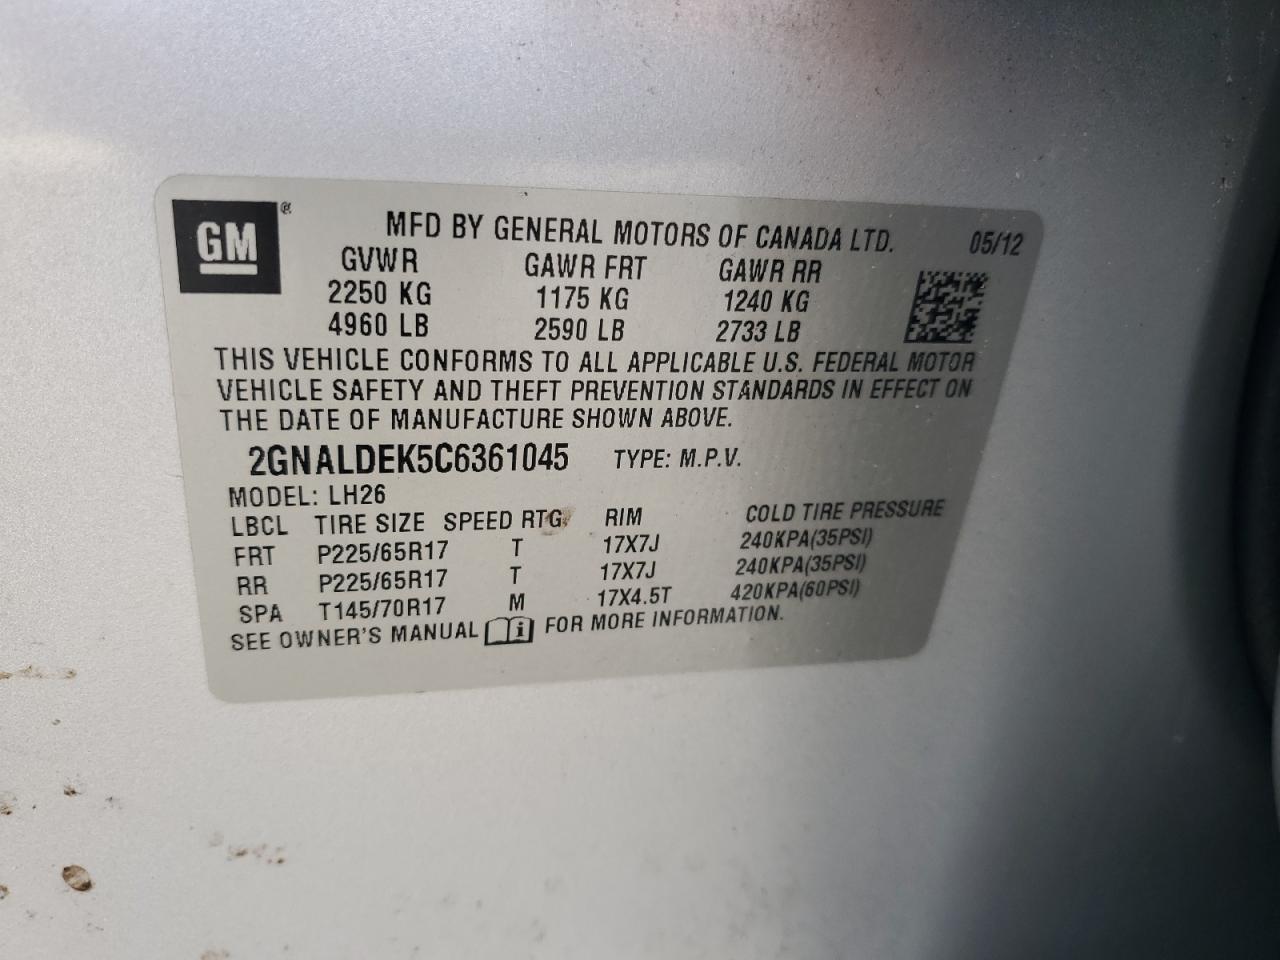 GM ®
MFD BY GENERAL MOTORS OF CANADA LTD. 05/12
GVWR GAWR FRT GAWR RR
2250 KG 1175 KG 1240 KG
4960 LB 2590 LB 2733 LB
THIS VEHICLE CONFORMS TO ALL APPLICABLE U.S. FEDERAL MOTOR
VEHICLE SAFETY AND THEFT PREVENTION STANDARDS IN EFFECT ON
THE DATE OF MANUFACTURE SHOWN ABOVE.
2GNALDEK5C6361045 TYPE: M.P.V.
MODEL: LH26
LBCL TIRE SIZE SPEED RTG RIM COLD TIRE PRESSURE
FRT P225/65R17 T 17X7J 240KPA(35PSI)
RR P225/65R17 T 17X7J 240KPA(35PSI)
SPA T145/70R17 M 17X4.5T 420KPA(60PSI)
SEE OWNER'S MANUAL i FOR MORE INFORMATION.